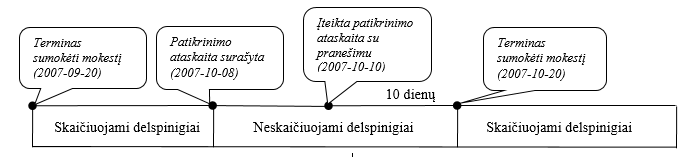 Terminas
sumokėti mokestį
(2007-09-20)
Patikrinimo
ataskaita surašyta
(2007-10-08)
Įteikta patikrinimo
ataskaita su
pranešimu
(2007-10-10)
Terminas
sumokėti mokestį
(2007-10-20)
10 dienų
Skaičiuojami delspinigiai
Neskaičiuojami delspinigiai
Skaičiuojami delspinigiai